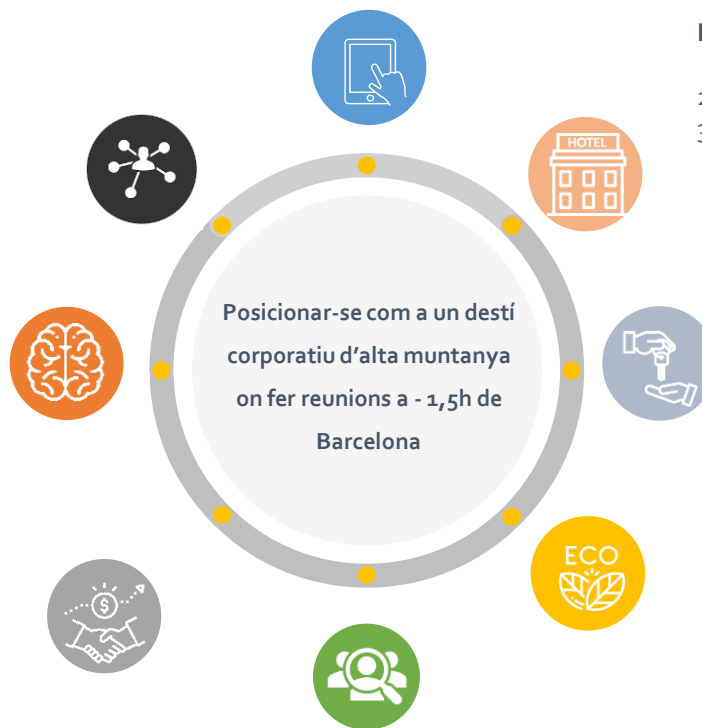 HOTEL
Posicionar-se com a un destí
corporatiu d'alta muntanya
on fer reunions a - 1,5h de
Barcelona
ECO
$